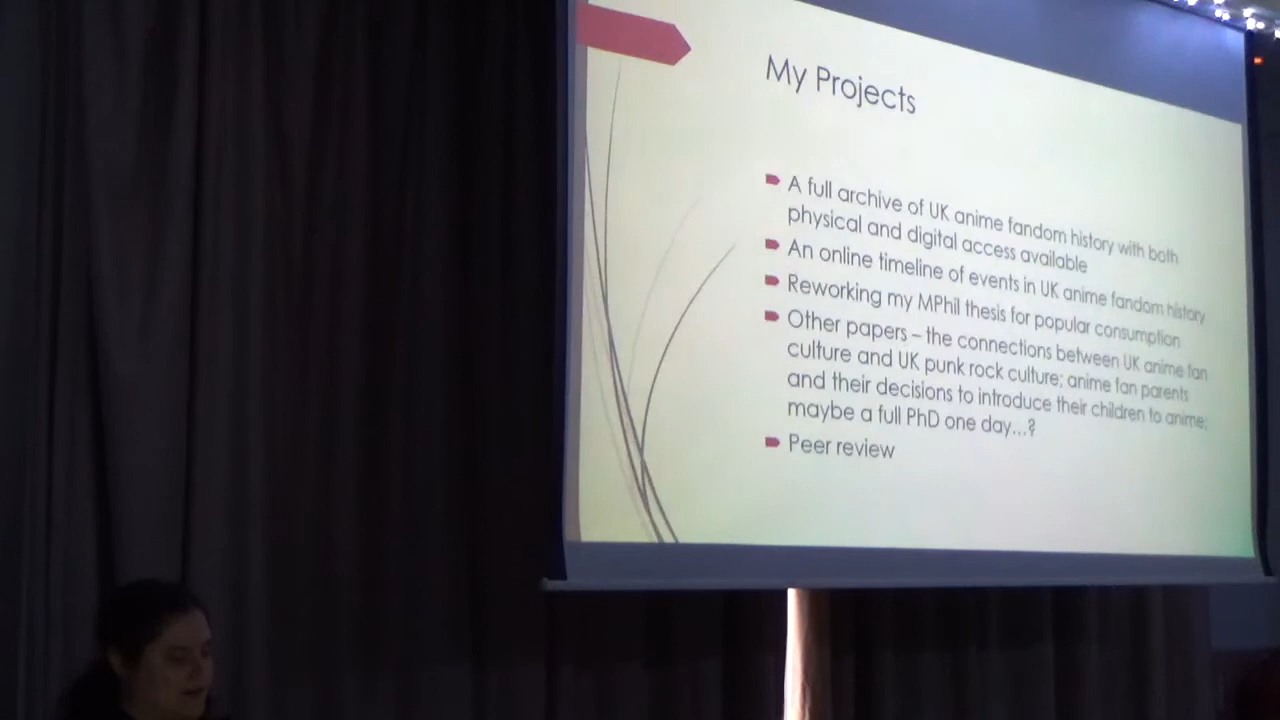 My Projects
A full archive of UK anime fandom history with both
physical and digital access available
An online timeline of events in UK anime fandom history
Reworking my MPhil thesis for popular consumption
Other papers – the connections between UK anime fan
culture and UK punk rock culture; anime fan parents
and their decisions to introduce their children to anime;
maybe a full PhD one day...?
Peer review